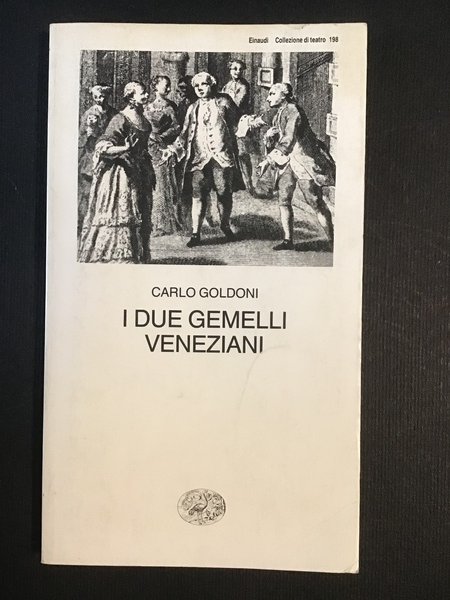 Einaudi Collezione di teatro 198
CARLO GOLDONI
I DUE GEMELLI
VENEZIANI